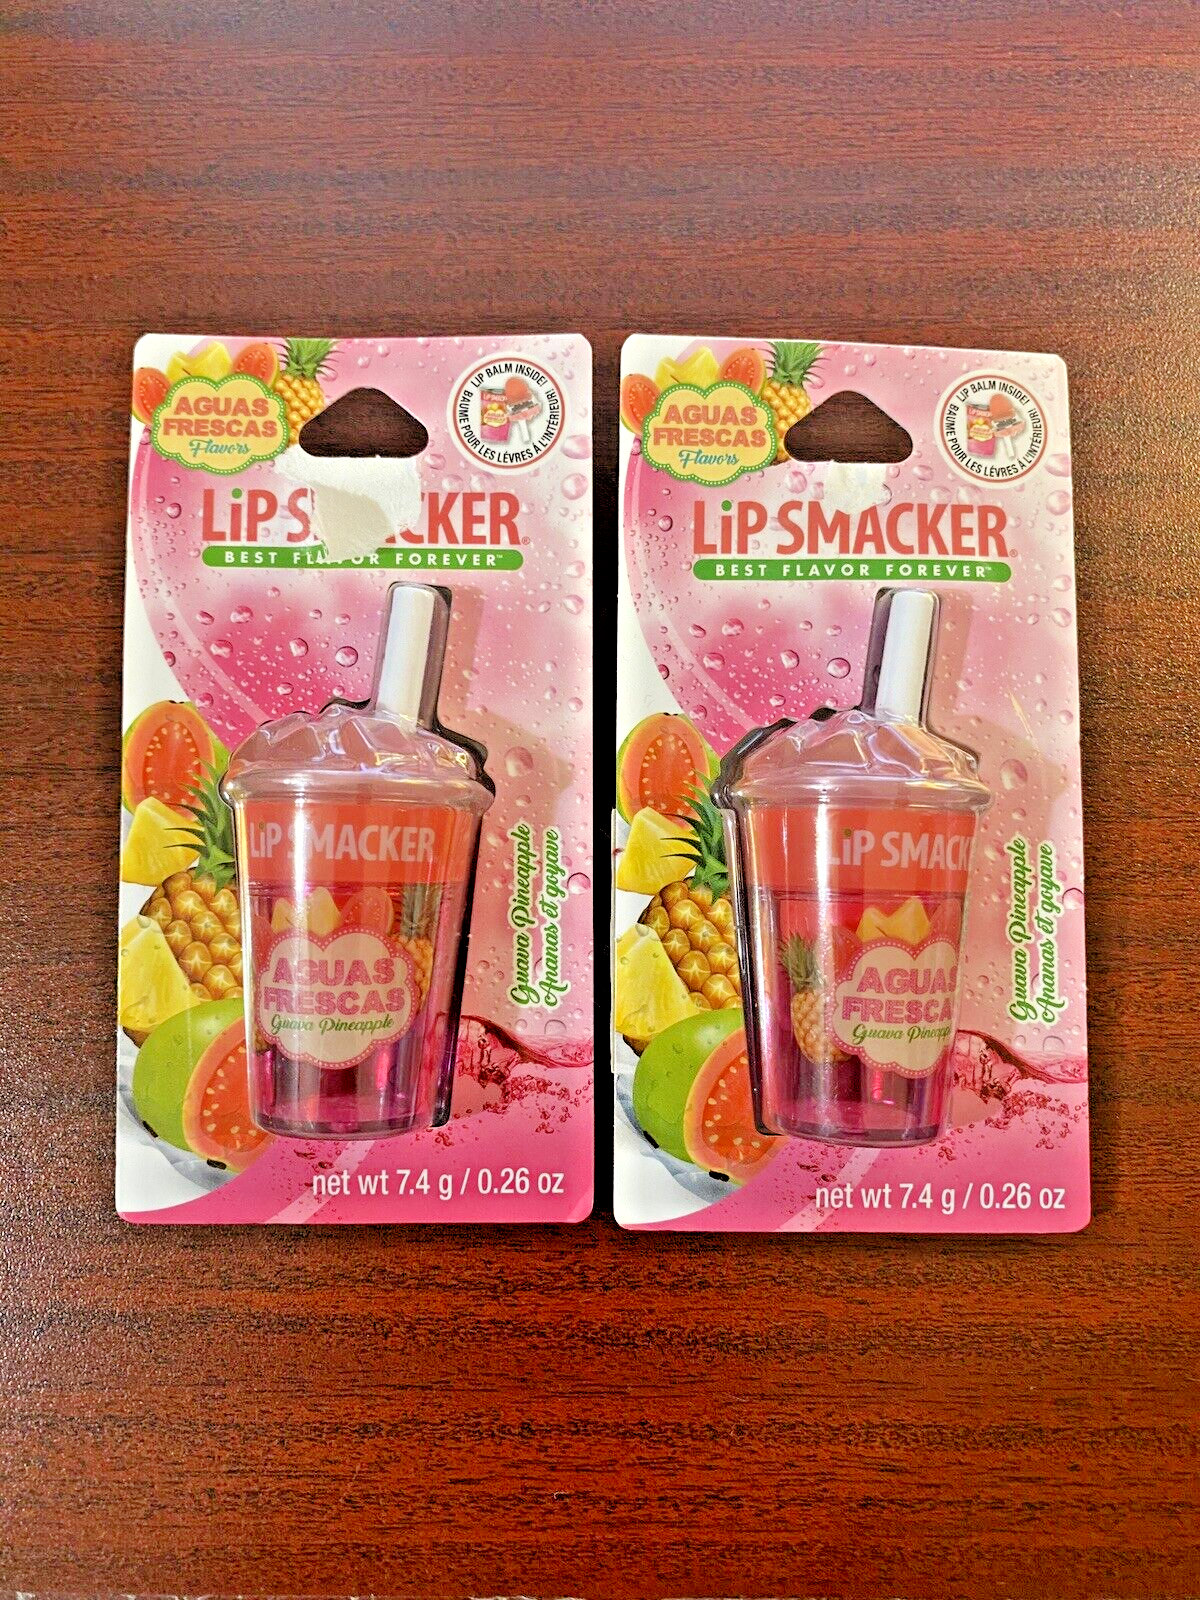 AGUAS
FRESCAS
Flavors
LIP BALM INSIDE!
BAUME POUR LES LÈVRES À L'INTÉRIEUR!
LiP S CKER®
BEST FLAVOR FOREVER™
LiP SMACKER
AGUAS
FRESCAS
Guava Pineapple
Guava Pineapple
Ananas et goyave
net wt 7.4 g / 0.26 oz
AGUAS
FRESCAS
Flavors
LIP BALM INSIDE!
BAUME POUR LES LÈVRES À L'INTÉRIEUR!
LiP SMACKER®
BEST FLAVOR FOREVER™
LiP SMACK
AGUAS
FRESCA
Guava Pineapple
Guava Pineapple
Ananas et goyave
net wt 7.4 g / 0.26 oz